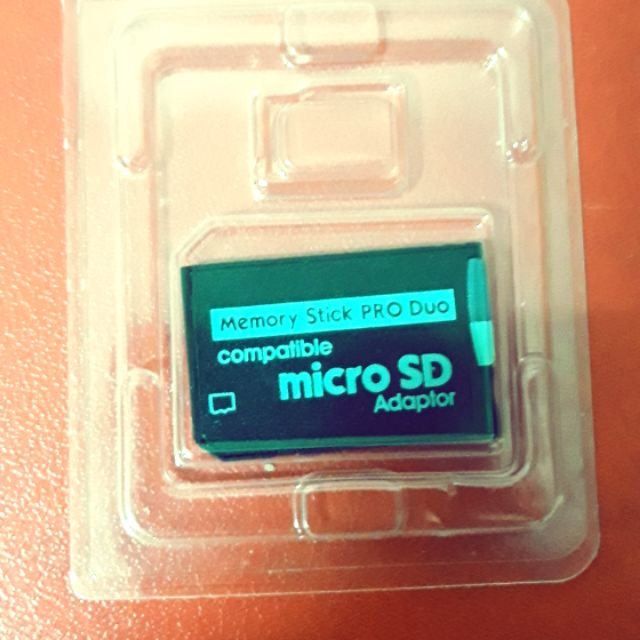 Memory Stick PRO Duo
compatible
micro SD
Adaptor